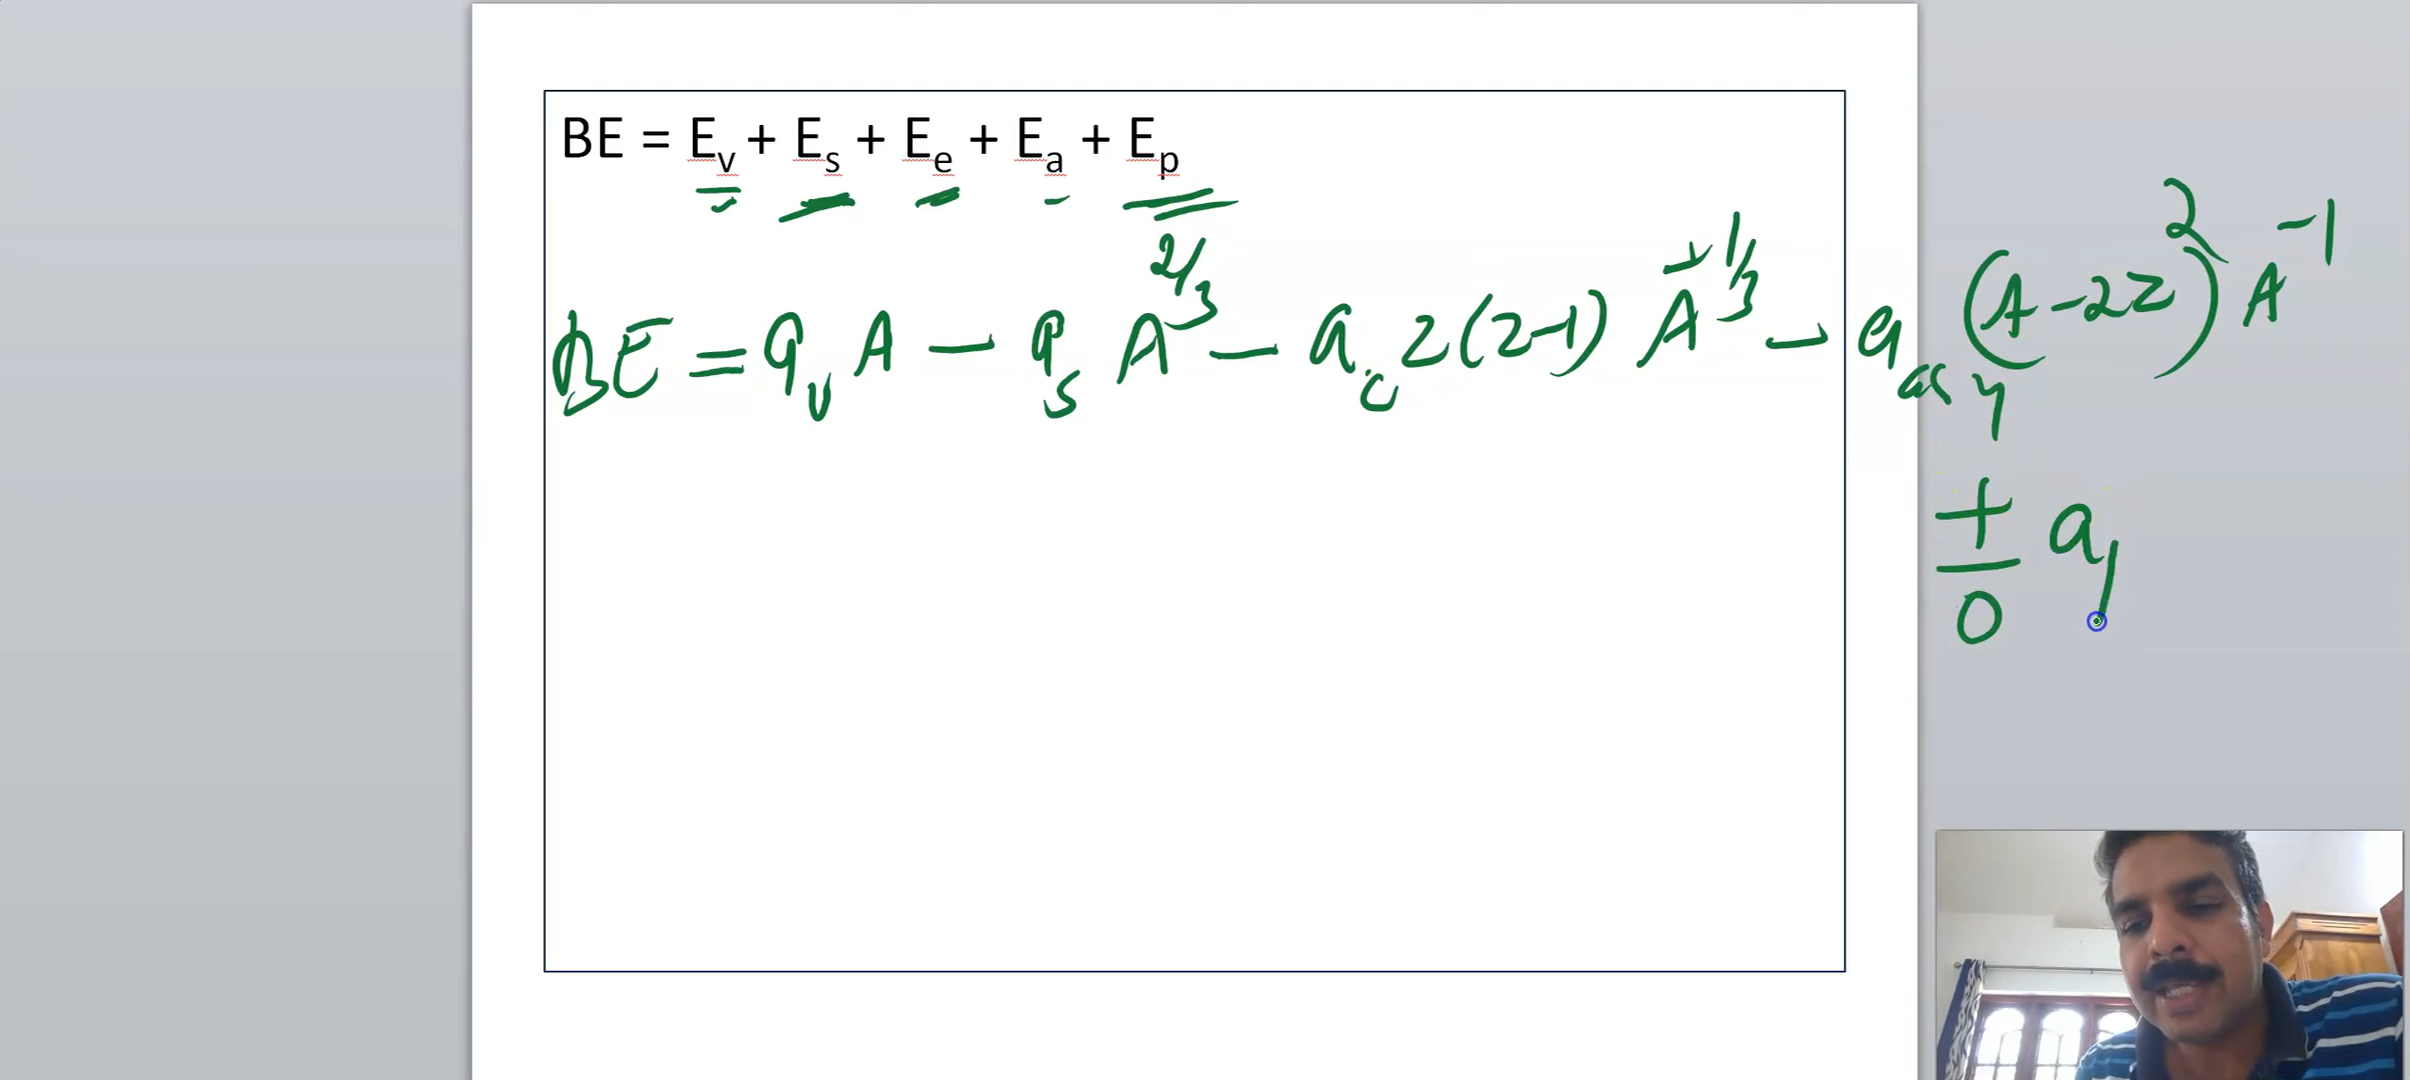 BE = Ev + Es + Ee + Ea + Ep
BE = av A - as A^2/3 - ac Z(Z-1) A^-1/3 - aasy (A-2Z)^2 A^-1
± 0 a